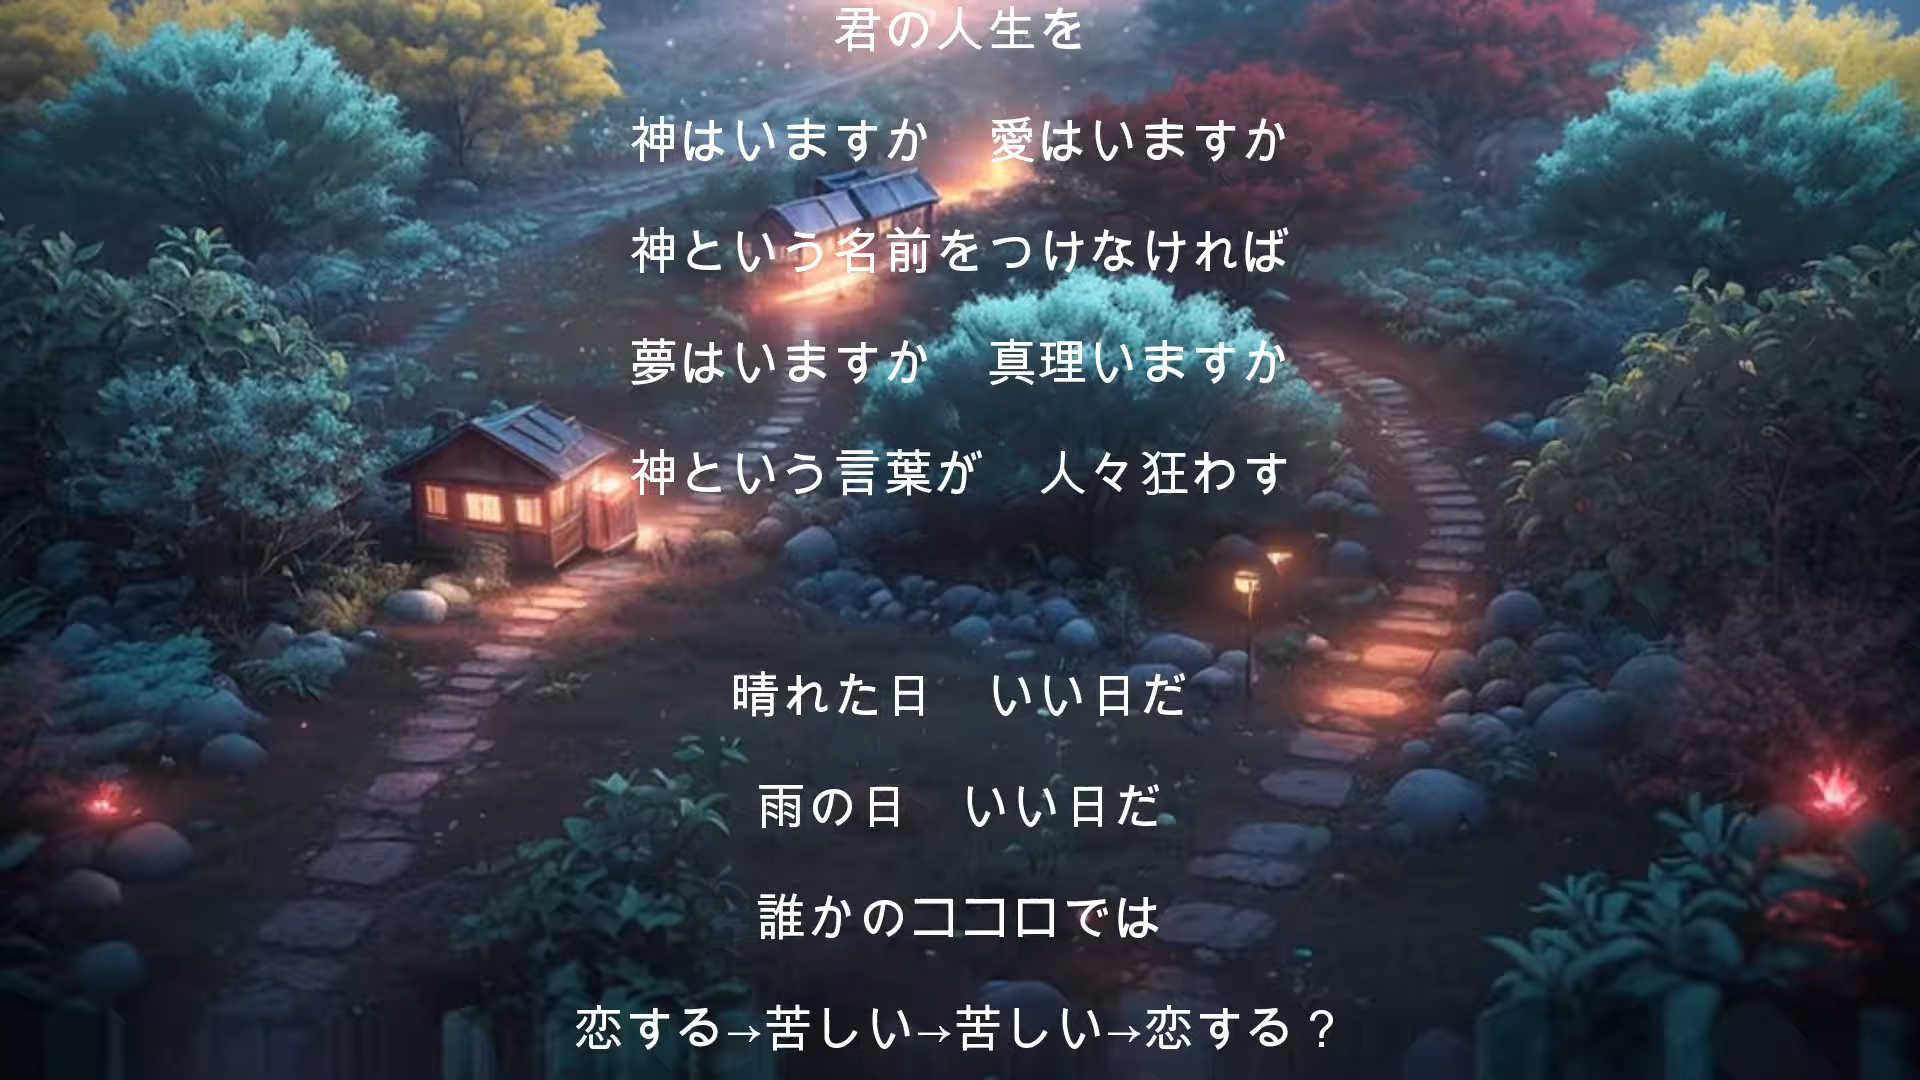 君の人生を
神はいますか　愛はいますか
神という名前をつけなければ
夢はいますか　真理いますか
神という言葉が　人々狂わす
晴れた日　いい日だ
雨の日　いい日だ
誰かのココロでは
恋する→苦しい→苦しい→恋する？